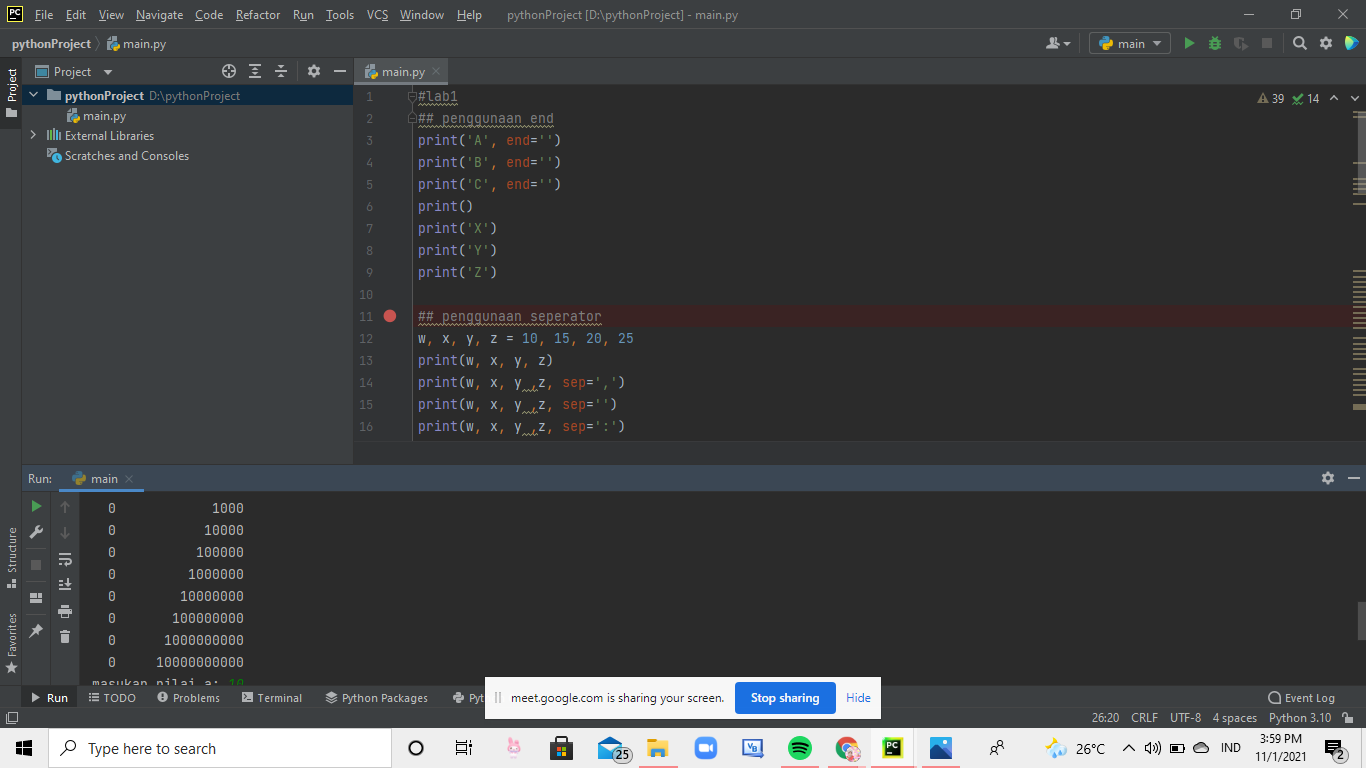 PC File Edit View Navigate Code Refactor Run Tools VCS Window Help pythonProject [D:\pythonProject] - main.py
pythonProject main.py main
Project Project main.py
pythonProject D:\pythonProject
main.py
External Libraries
Scratches and Consoles
39 14
1 #lab1
2 ## penggunaan end
3 print('A', end='')
4 print('B', end='')
5 print('C', end='')
6 print()
7 print('X')
8 print('Y')
9 print('Z')
10
11 ## penggunaan seperator
12 w, x, y, z = 10, 15, 20, 25
13 print(w, x, y, z)
14 print(w, x, y ,z, sep=',')
15 print(w, x, y ,z, sep='')
16 print(w, x, y ,z, sep=':')
Run: main
0 1000
0 10000
0 100000
0 1000000
0 10000000
0 100000000
0 1000000000
0 10000000000
masukan nilai a: 10
Structure
Favorites
Run TODO Problems Terminal Python Packages Pyt
meet.google.com is sharing your screen. Stop sharing Hide
Event Log
26:20 CRLF UTF-8 4 spaces Python 3.10
Type here to search
25
VB
PC
26°C
IND
3:59 PM
11/1/2021
2